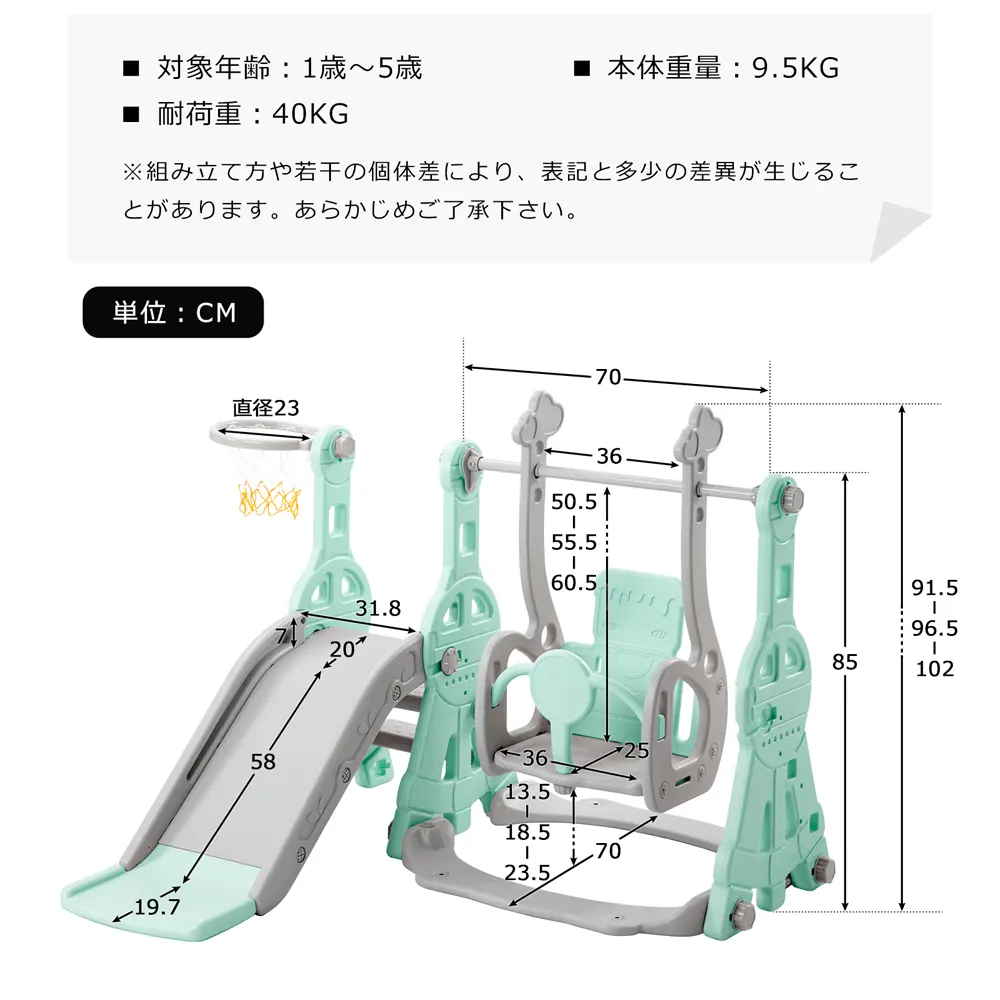 ■ 対象年齢：1歳～5歳
■ 本体重量：9.5KG
■ 耐荷重：40KG
※組み立て方や若干の個体差により、表記と多少の差異が生じるこ
とがあります。あらかじめご了承下さい。
単位：CM
70
直径23
36
50.5
55.5
60.5
91.5
96.5
102
31.8
7
20
85
58
25
36
13.5
18.5
23.5
70
19.7